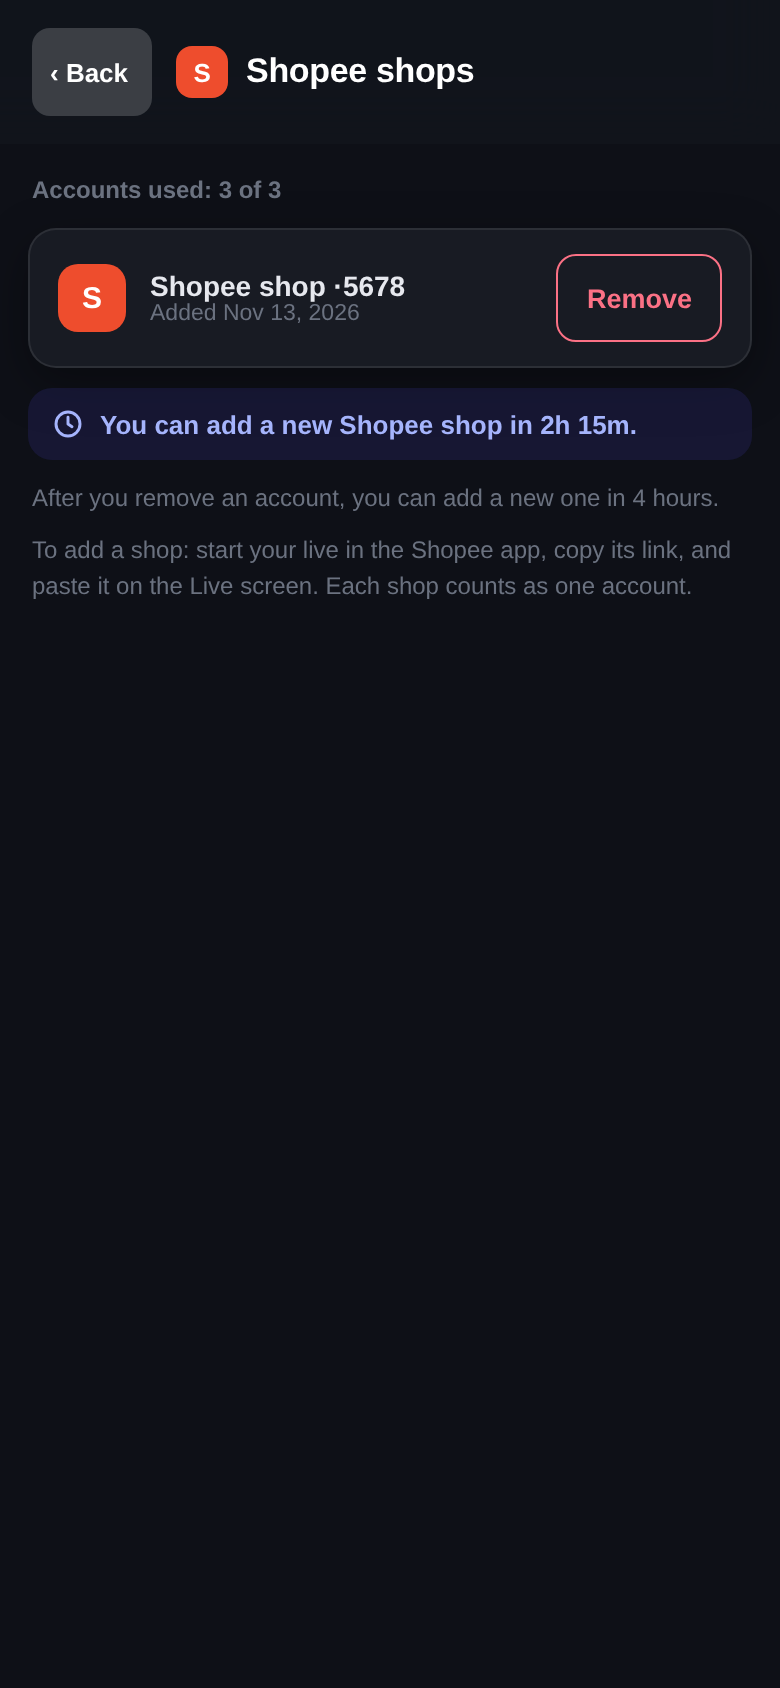 ‹ Back
S
Shopee shops
Accounts used: 3 of 3
S
Shopee shop ·5678
Added Nov 13, 2026
Remove
You can add a new Shopee shop in 2h 15m.
After you remove an account, you can add a new one in 4 hours.
To add a shop: start your live in the Shopee app, copy its link, and
paste it on the Live screen. Each shop counts as one account.